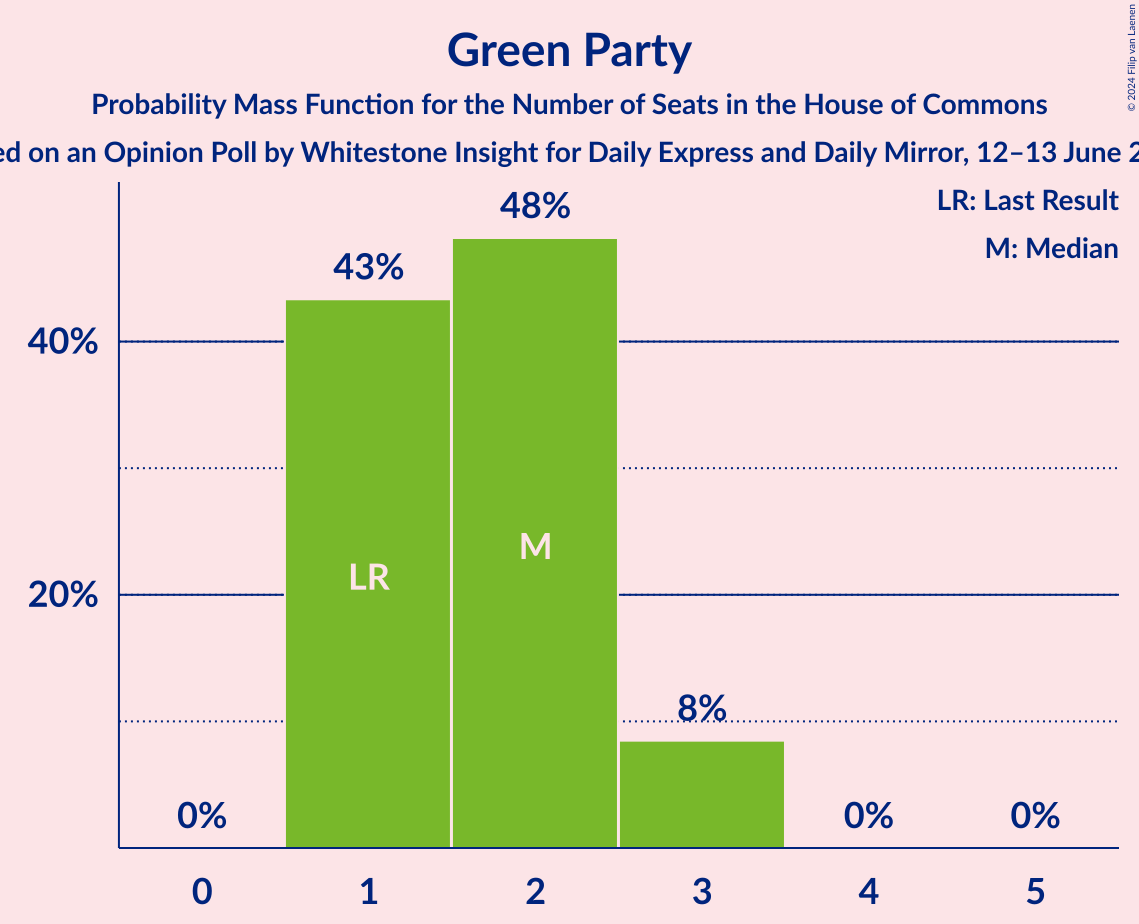 Green Party
Probability Mass Function for the Number of Seats in the House of Commons
on an Opinion Poll by Whitestone Insight for Daily Express and Daily Mirror, 12–13 June
© 2024 Filip van Laenen
LR: Last Result
M: Median
48%
43%
40%
M
LR
20%
8%
0%
0%
0%
0
1
2
3
4
5